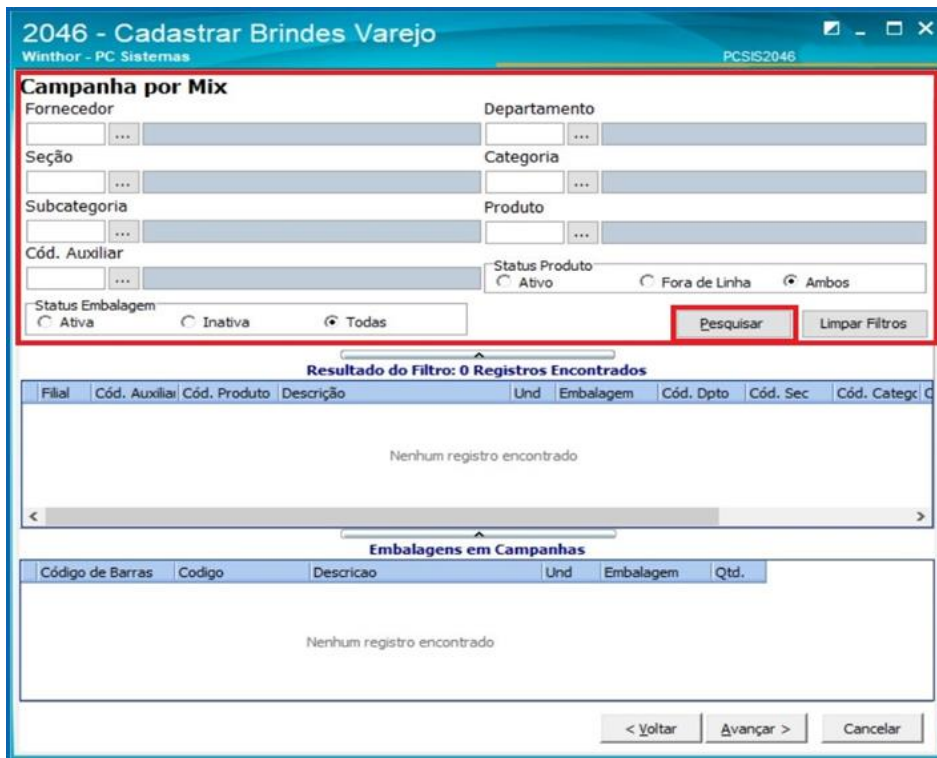 2046 - Cadastrar Brindes Varejo
Winthor - PC Sistemas
PCSIS2046
Campanha por Mix
Fornecedor
Departamento
...
...
Seção
Categoria
...
...
Subcategoria
Produto
...
...
Cód. Auxiliar
...
Status Produto
Ativo Fora de Linha Ambos
Status Embalagem
Ativa Inativa Todas
Pesquisar Limpar Filtros
Resultado do Filtro: 0 Registros Encontrados
Filial Cód. Auxiliar Cód. Produto Descrição Und Embalagem Cód. Dpto Cód. Sec Cód. Catego C
Nenhum registro encontrado
Embalagens em Campanhas
Código de Barras Codigo Descricao Und Embalagem Qtd.
Nenhum registro encontrado
< Voltar Avançar > Cancelar